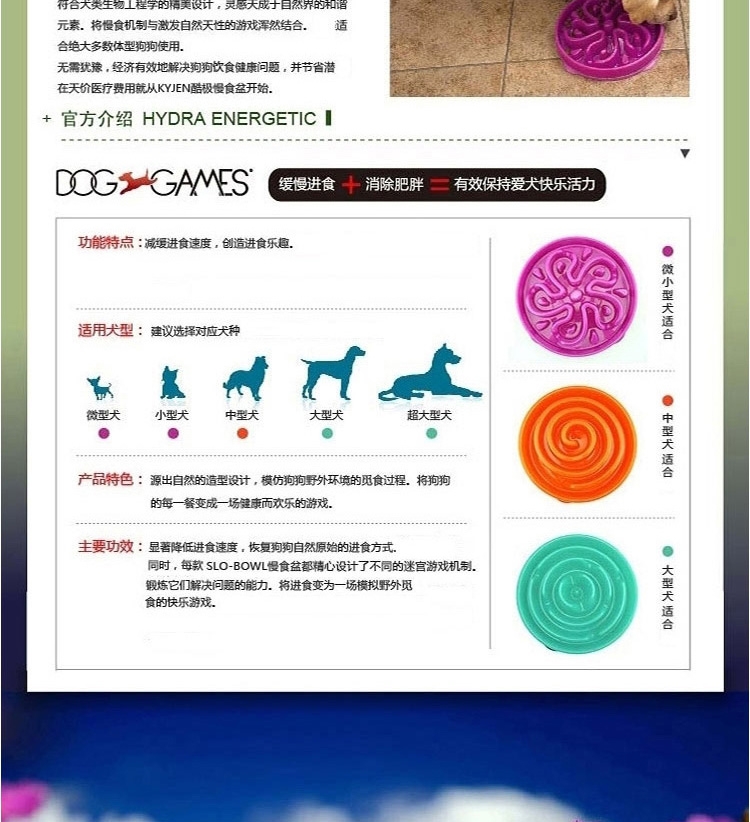 符合犬类生物工程学的精美设计，灵感天成于自然界的和谐
元素。将慢食机制与激发自然天性的游戏浑然结合。 适
合绝大多数体型狗狗使用。
无需犹豫，经济有效地解决狗狗饮食健康问题，并节省潜
在天价医疗费用就从KYJEN酷极慢食盆开始。
+ 官方介绍 HYDRA ENERGETIC
DOG GAMES
缓慢进食 + 消除肥胖 = 有效保持爱犬快乐活力
功能特点：减缓进食速度，创造进食乐趣。
适用犬型： 建议选择对应犬种
微型犬 小型犬 中型犬 大型犬 超大型犬
产品特色： 源出自然的造型设计，模仿狗狗野外环境的觅食过程。将狗狗
的每一餐变成一场健康而欢乐的游戏。
主要功效： 显著降低进食速度，恢复狗狗自然原始的进食方式.
同时，每款 SLO-BOWL慢食盆都精心设计了不同的迷宫游戏机制.
锻炼它们解决问题的能力。将进食变为一场模拟野外觅
食的快乐游戏。
微小型犬适合
中型犬适合
大型犬适合